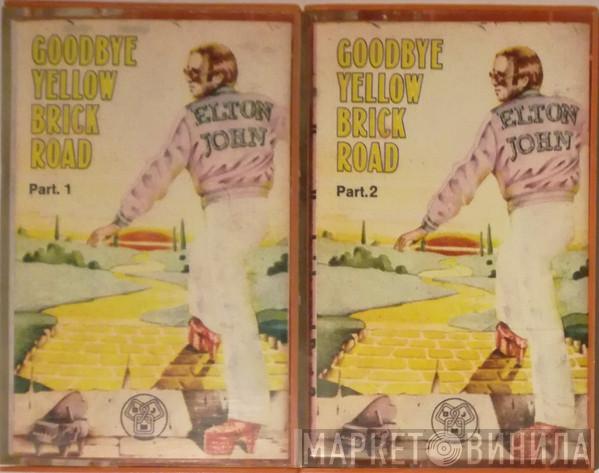 GOODBYE
YELLOW
BRICK
ROAD
Part. 1
ELTON
JOHN
GOODBYE
YELLOW
BRICK
ROAD
Part.2
ELTON
JOHN
МАРКЕТ ВИНИЛА